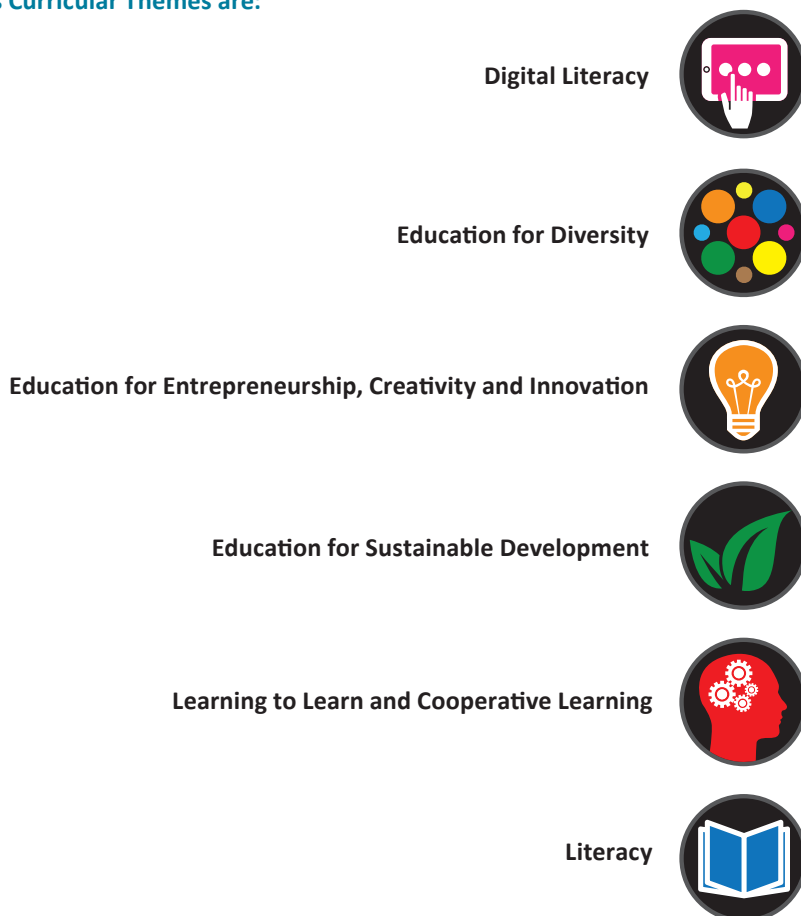 Curricular Themes are:
Digital Literacy
Education for Diversity
Education for Entrepreneurship, Creativity and Innovation
Education for Sustainable Development
Learning to Learn and Cooperative Learning
Literacy